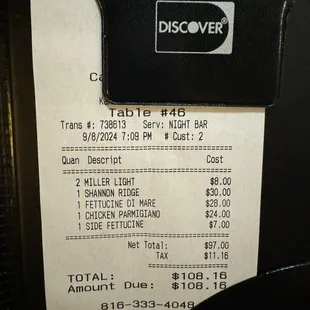 DISCOVER
Ca
Ke
Table #46
Trans #: 738613 Serv: NIGHT BAR
9/8/2024 7:09 PM # Cust: 2
Quan Descript Cost
2 MILLER LIGHT $8.00
1 SHANNON RIDGE $30.00
1 FETTUCINE DI MARE $28.00
1 CHICKEN PARMIGIANO $24.00
1 SIDE FETTUCINE $7.00
Net Total: $97.00
TAX $11.16
TOTAL: $108.16
Amount Due: $108.16
816-333-4048